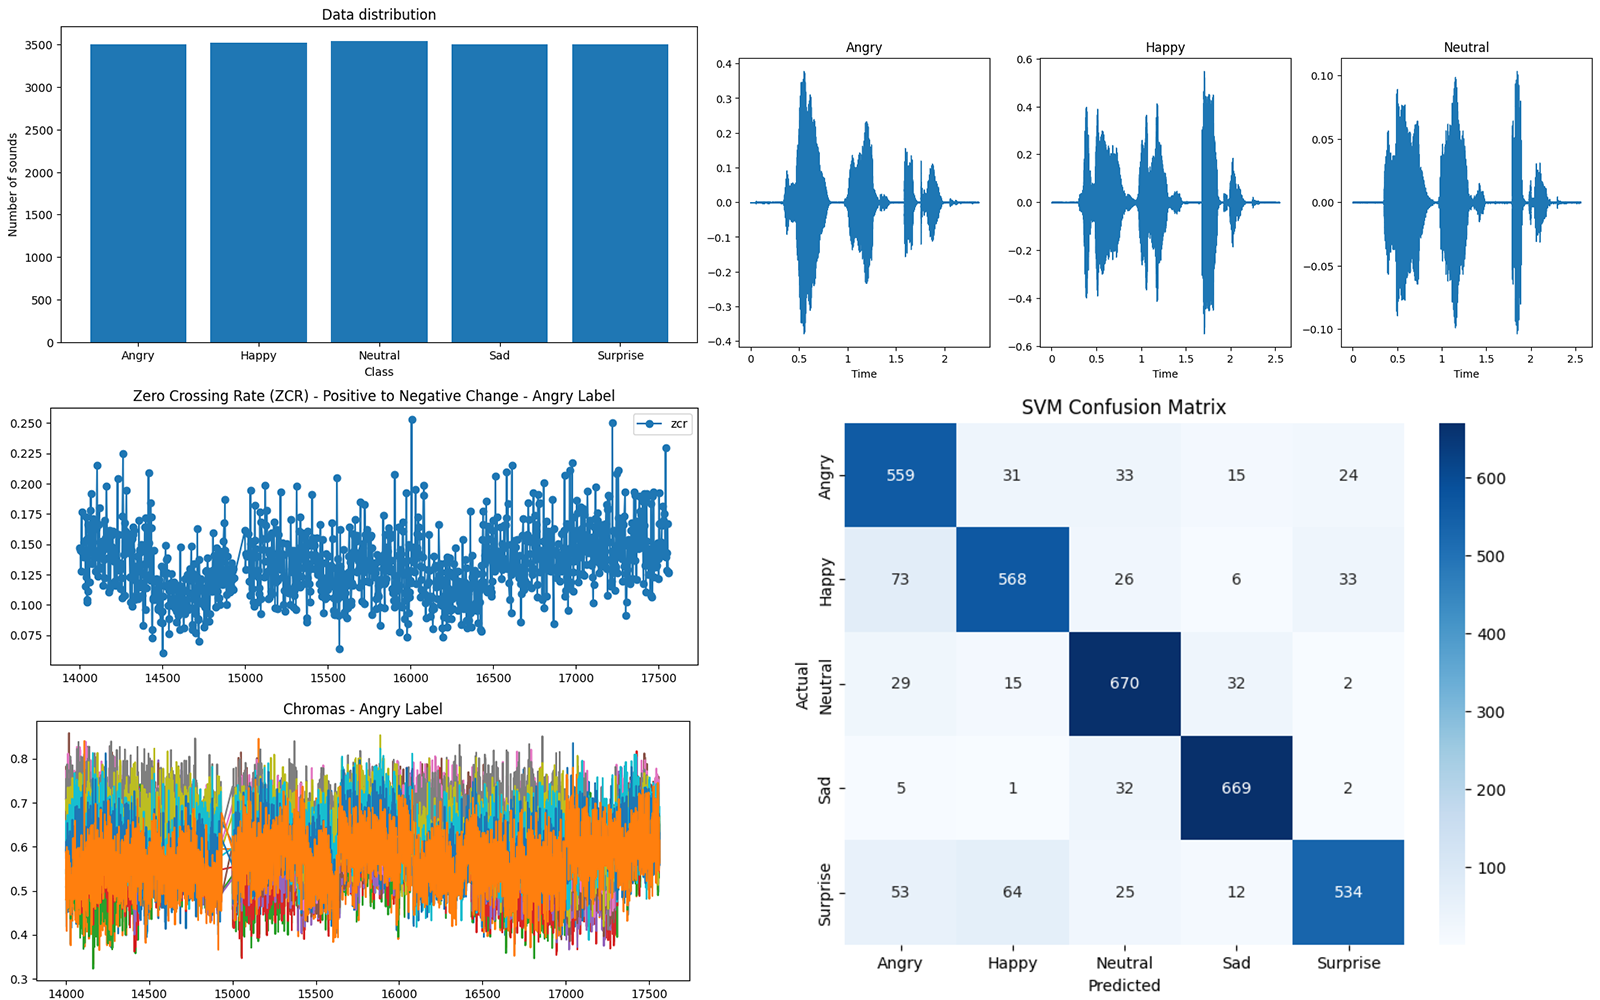 Data distribution
3500
3000
2500
2000
1500
1000
500
0
Number of sounds
Angry Happy Neutral Sad Surprise
Class
Angry
0.4
0.3
0.2
0.1
0.0
−0.1
−0.2
−0.3
−0.4
0 0.5 1 1.5 2
Time
Happy
0.6
0.4
0.2
0.0
−0.2
−0.4
−0.6
0 0.5 1 1.5 2 2.5
Time
Neutral
0.10
0.05
0.00
−0.05
−0.10
0 0.5 1 1.5 2 2.5
Time
Zero Crossing Rate (ZCR) - Positive to Negative Change - Angry Label
zcr
0.250
0.225
0.200
0.175
0.150
0.125
0.100
0.075
14000 14500 15000 15500 16000 16500 17000 17500
Chromas - Angry Label
0.8
0.7
0.6
0.5
0.4
0.3
14000 14500 15000 15500 16000 16500 17000 17500
SVM Confusion Matrix
Actual
Angry 559 31 33 15 24
Happy 73 568 26 6 33
Neutral 29 15 670 32 2
Sad 5 1 32 669 2
Surprise 53 64 25 12 534
Angry Happy Neutral Sad Surprise
Predicted
600
500
400
300
200
100